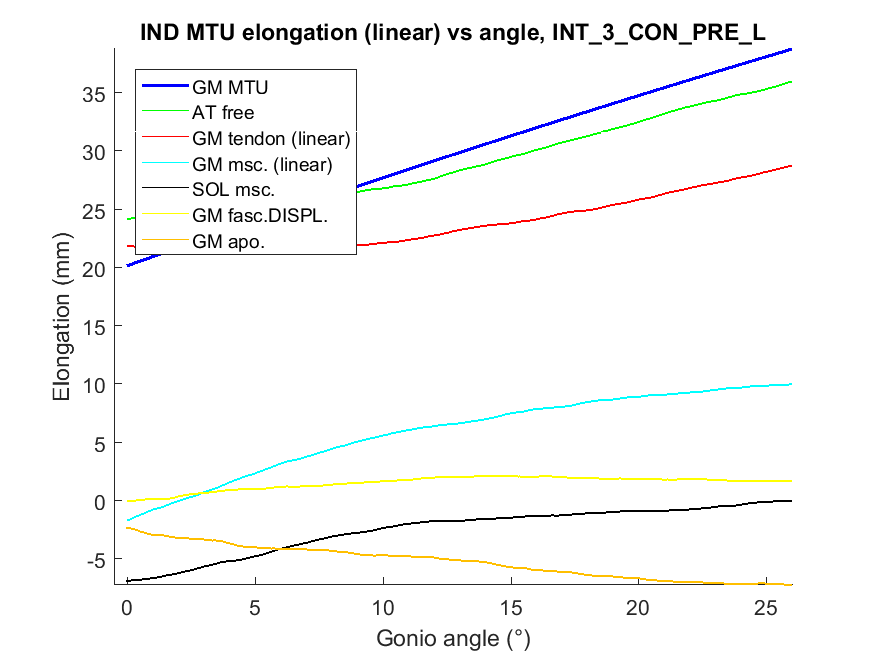 IND MTU elongation (linear) vs angle, INT_3_CON_PRE_L
GM MTU
AT free
GM tendon (linear)
GM msc. (linear)
SOL msc.
GM fasc.DISPL.
GM apo.
Elongation (mm)
35
30
25
20
15
10
5
0
-5
0 5 10 15 20 25
Gonio angle (°)